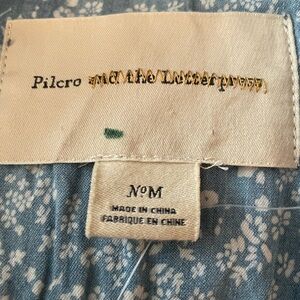 Pilcro and the Letterpress
NºM
MADE IN CHINA
FABRIQUE EN CHINE